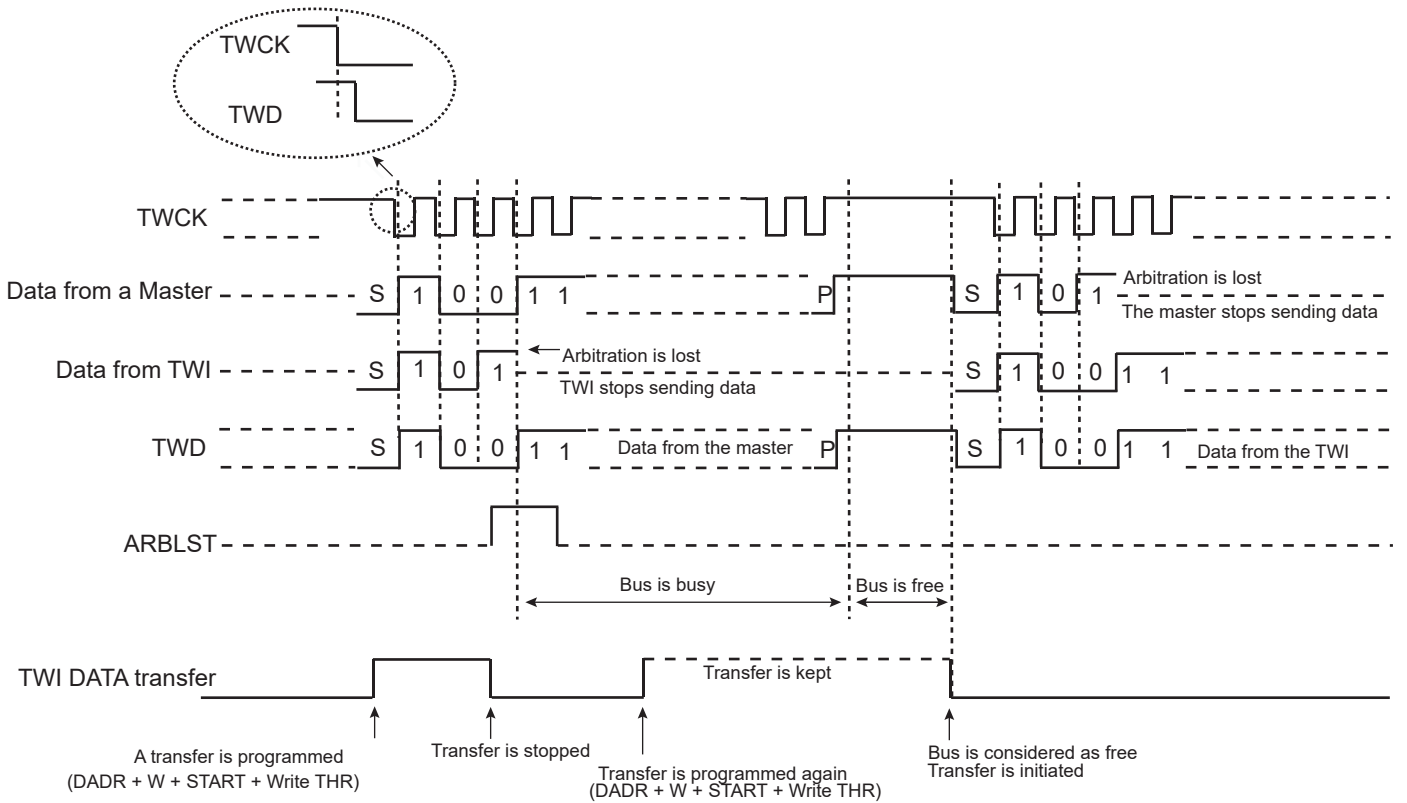 TWCK
TWD
TWCK
Data from a Master S 1 0 0 1 1 P S 1 0 1 Arbitration is lost
The master stops sending data
Data from TWI S 1 0 1 Arbitration is lost S 1 0 0 1 1
TWI stops sending data
TWD S 1 0 0 1 1 Data from the master P S 1 0 0 1 1 Data from the TWI
ARBLST
Bus is busy Bus is free
TWI DATA transfer Transfer is kept
A transfer is programmed
(DADR + W + START + Write THR)
Transfer is stopped
Transfer is programmed again
(DADR + W + START + Write THR)
Bus is considered as free
Transfer is initiated